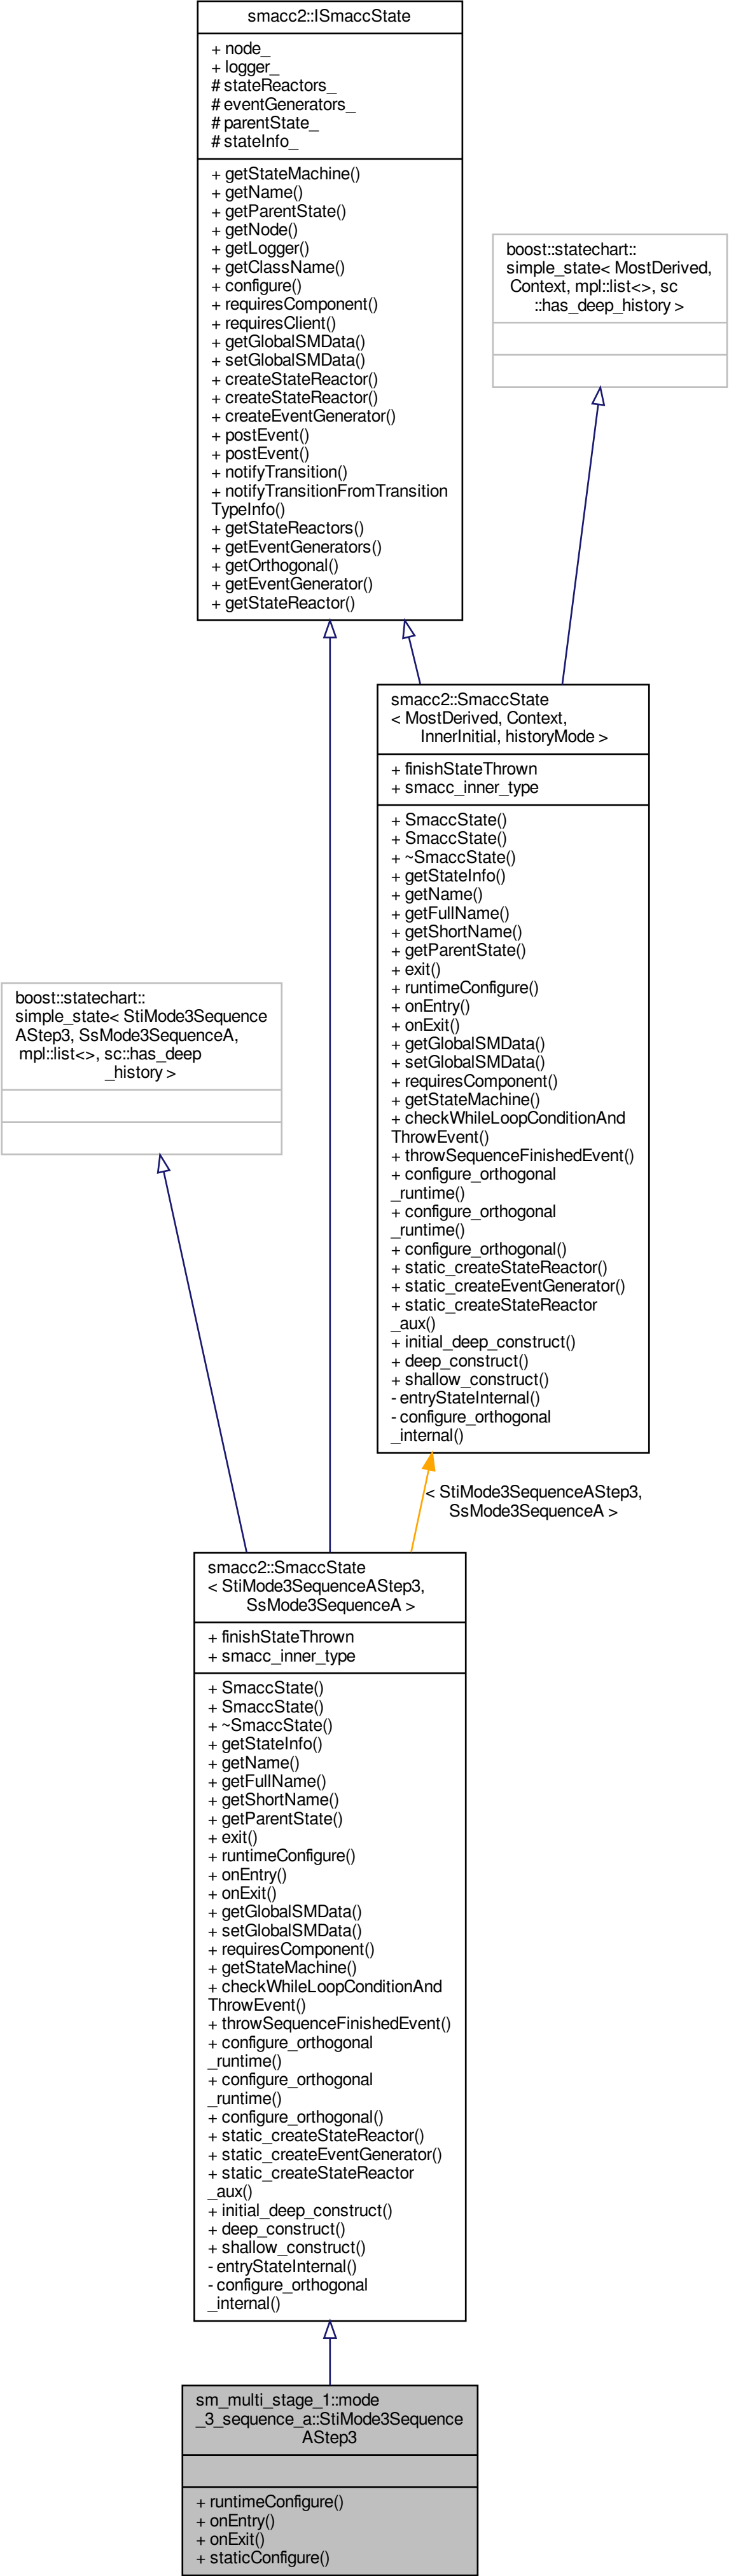 smacc2::ISmaccState
+ node_
+ logger_
# stateReactors_
# eventGenerators_
# parentState_
# stateInfo_
+ getStateMachine()
+ getName()
+ getParentState()
+ getNode()
+ getLogger()
+ getClassName()
+ configure()
+ requiresComponent()
+ requiresClient()
+ getGlobalSMData()
+ setGlobalSMData()
+ createStateReactor()
+ createStateReactor()
+ createEventGenerator()
+ postEvent()
+ postEvent()
+ notifyTransition()
+ notifyTransitionFromTransition
TypeInfo()
+ getStateReactors()
+ getEventGenerators()
+ getOrthogonal()
+ getEventGenerator()
+ getStateReactor()
boost::statechart::
simple_state< MostDerived,
Context, mpl::list<>, sc
::has_deep_history >
smacc2::SmaccState
< MostDerived, Context,
InnerInitial, historyMode >
+ finishStateThrown
+ smacc_inner_type
+ SmaccState()
+ SmaccState()
+ ~SmaccState()
+ getStateInfo()
+ getName()
+ getFullName()
+ getShortName()
+ getParentState()
+ exit()
+ runtimeConfigure()
+ onEntry()
+ onExit()
+ getGlobalSMData()
+ setGlobalSMData()
+ requiresComponent()
+ getStateMachine()
+ checkWhileLoopConditionAnd
ThrowEvent()
+ throwSequenceFinishedEvent()
+ configure_orthogonal
_runtime()
+ configure_orthogonal
_runtime()
+ configure_orthogonal()
+ static_createStateReactor()
+ static_createEventGenerator()
+ static_createStateReactor
_aux()
+ initial_deep_construct()
+ deep_construct()
+ shallow_construct()
- entryStateInternal()
- configure_orthogonal
_internal()
boost::statechart::
simple_state< StiMode3Sequence
AStep3, SsMode3SequenceA,
mpl::list<>, sc::has_deep
_history >
< StiMode3SequenceAStep3,
SsMode3SequenceA >
smacc2::SmaccState
< StiMode3SequenceAStep3,
SsMode3SequenceA >
+ finishStateThrown
+ smacc_inner_type
+ SmaccState()
+ SmaccState()
+ ~SmaccState()
+ getStateInfo()
+ getName()
+ getFullName()
+ getShortName()
+ getParentState()
+ exit()
+ runtimeConfigure()
+ onEntry()
+ onExit()
+ getGlobalSMData()
+ setGlobalSMData()
+ requiresComponent()
+ getStateMachine()
+ checkWhileLoopConditionAnd
ThrowEvent()
+ throwSequenceFinishedEvent()
+ configure_orthogonal
_runtime()
+ configure_orthogonal
_runtime()
+ configure_orthogonal()
+ static_createStateReactor()
+ static_createEventGenerator()
+ static_createStateReactor
_aux()
+ initial_deep_construct()
+ deep_construct()
+ shallow_construct()
- entryStateInternal()
- configure_orthogonal
_internal()
sm_multi_stage_1::mode
_3_sequence_a::StiMode3Sequence
AStep3
+ runtimeConfigure()
+ onEntry()
+ onExit()
+ staticConfigure()